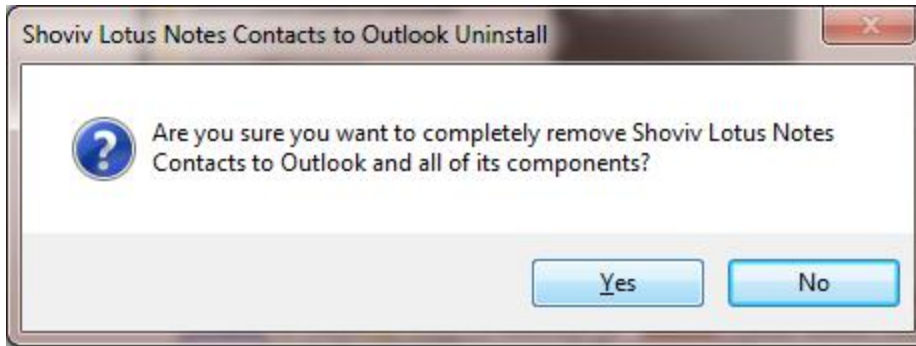 Shoviv Lotus Notes Contacts to Outlook Uninstall
Are you sure you want to completely remove Shoviv Lotus Notes
Contacts to Outlook and all of its components?
Yes No